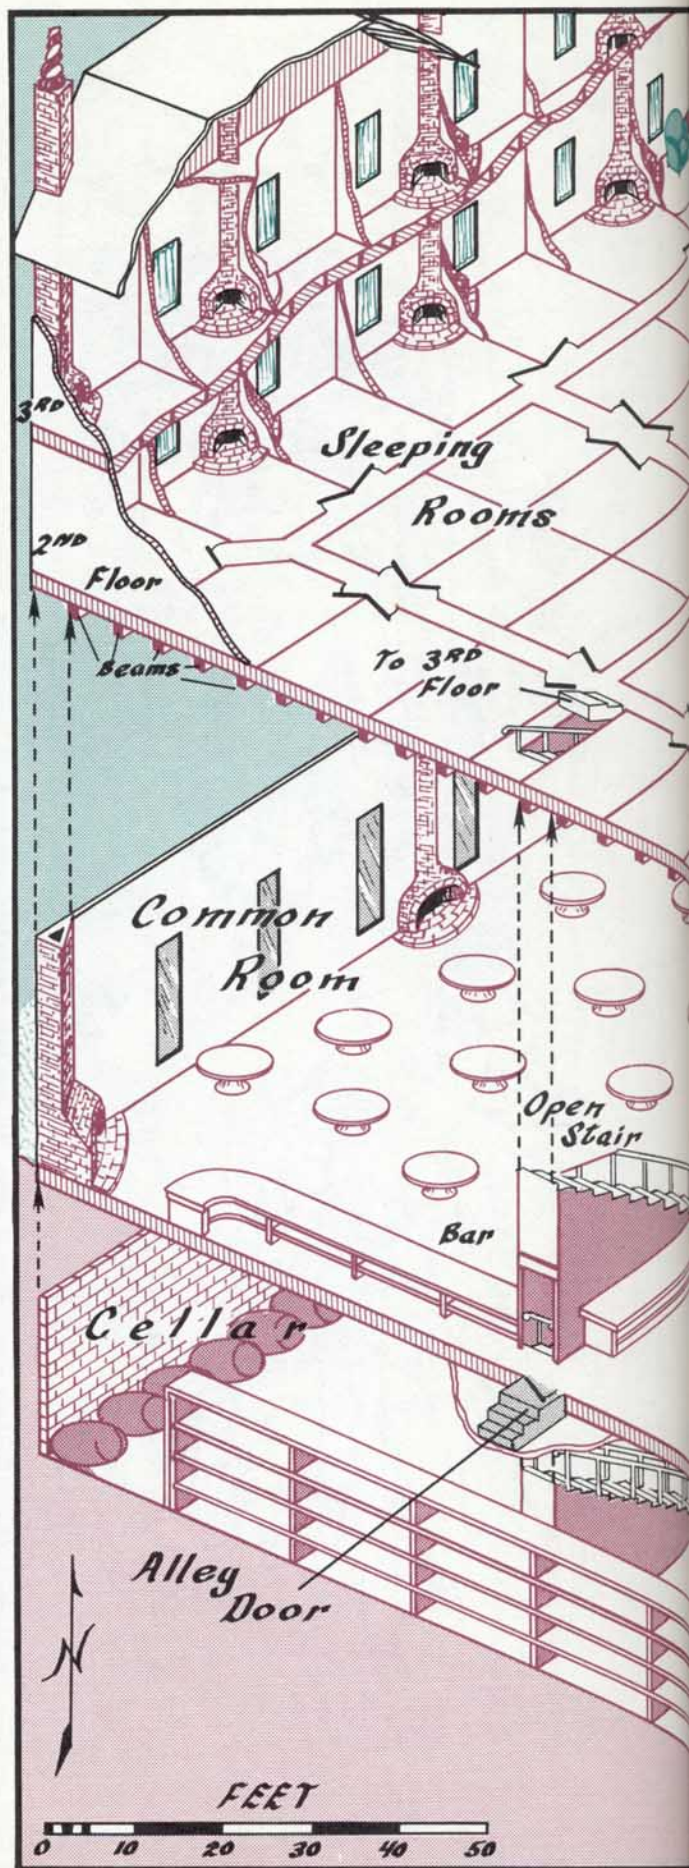 3RD
Sleeping
Rooms
2ND
Floor
Beams
To 3RD
Floor
Common
Room
Open
Stair
Bar
Cellar
Alley
Door
N
FEET
0 10 20 30 40 50